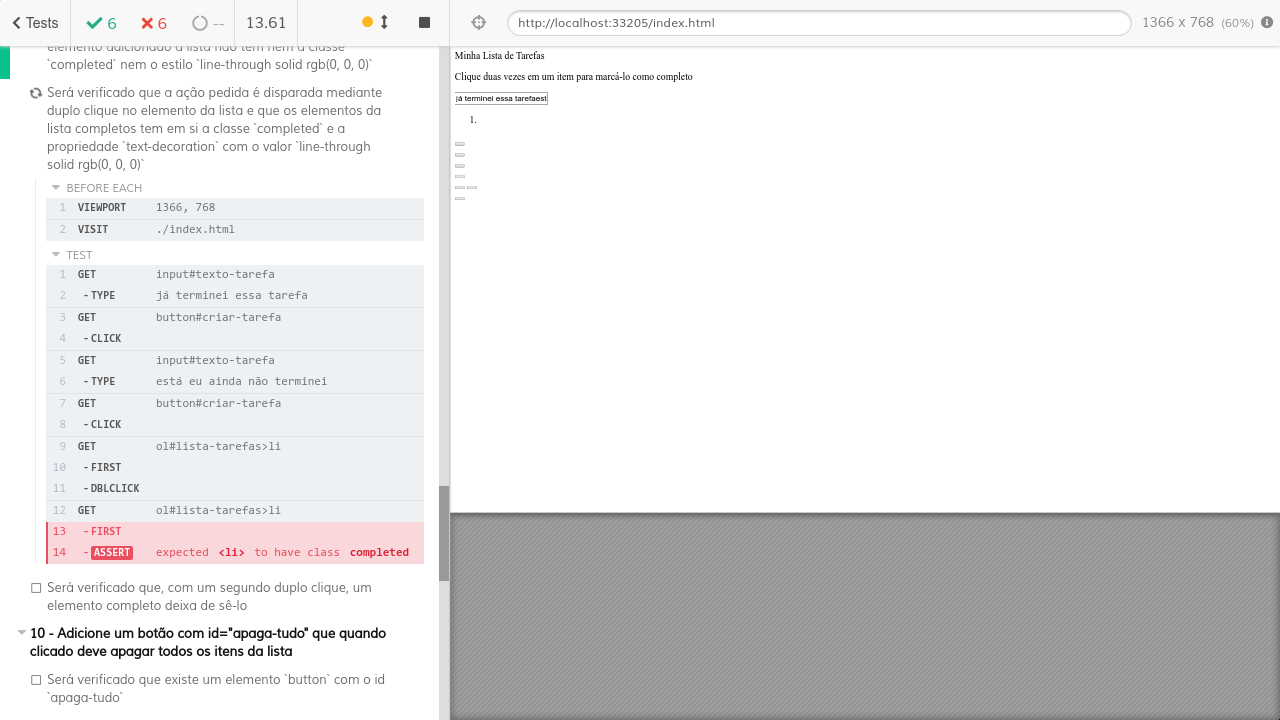 Tests
6
6
--
13.61
http://localhost:33205/index.html
1366 x 768 (60%)
elemento adicionado à lista não tem nem a classe
`completed` nem o estilo `line-through solid rgb(0, 0, 0)`
Será verificado que a ação pedida é disparada mediante
duplo clique no elemento da lista e que os elementos da
lista completos tem em si a classe `completed` e a
propriedade `text-decoration` com o valor `line-through
solid rgb(0, 0, 0)`
BEFORE EACH
1 VIEWPORT 1366, 768
2 VISIT ./index.html
TEST
1 GET input#texto-tarefa
2 -TYPE já terminei essa tarefa
3 GET button#criar-tarefa
4 -CLICK
5 GET input#texto-tarefa
6 -TYPE está eu ainda não terminei
7 GET button#criar-tarefa
8 -CLICK
9 GET ol#lista-tarefas>li
10 -FIRST
11 -DBLCLICK
12 GET ol#lista-tarefas>li
13 -FIRST
14 -ASSERT expected <li> to have class completed
Será verificado que, com um segundo duplo clique, um
elemento completo deixa de sê-lo
10 - Adicione um botão com id="apaga-tudo" que quando
clicado deve apagar todos os itens da lista
Será verificado que existe um elemento `button` com o id
`apaga-tudo`
Minha Lista de Tarefas
Clique duas vezes em um item para marcá-lo como completo
já terminei essa tarefaest
1.